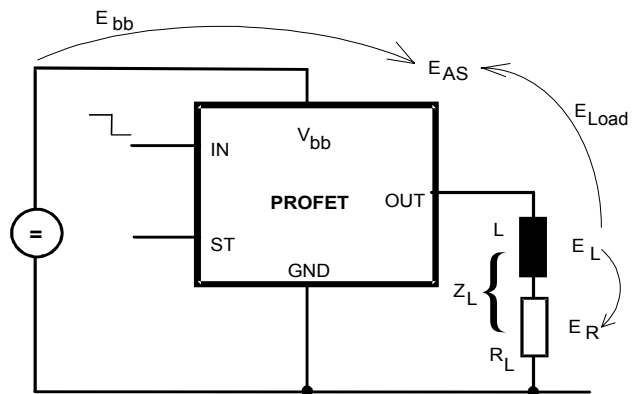 E bb
E AS
E Load
IN
V bb
PROFET
OUT
ST
GND
=
L
E L
Z L
{
E R
R L